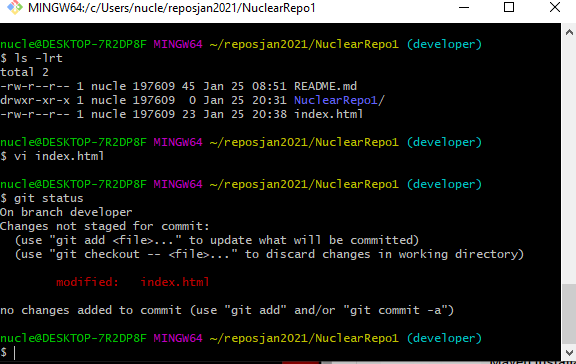 MINGW64:/c/Users/nucle/reposjan2021/NuclearRepo1
nucle@DESKTOP-7R2DP8F MINGW64 ~/reposjan2021/NuclearRepo1 (developer)
$ ls -lrt
total 2
-rw-r--r-- 1 nucle 197609 45 Jan 25 08:51 README.md
drwxr-xr-x 1 nucle 197609  0 Jan 25 20:31 NuclearRepo1/
-rw-r--r-- 1 nucle 197609 23 Jan 25 20:38 index.html
nucle@DESKTOP-7R2DP8F MINGW64 ~/reposjan2021/NuclearRepo1 (developer)
$ vi index.html
nucle@DESKTOP-7R2DP8F MINGW64 ~/reposjan2021/NuclearRepo1 (developer)
$ git status
On branch developer
Changes not staged for commit:
  (use "git add <file>..." to update what will be committed)
  (use "git checkout -- <file>..." to discard changes in working directory)
        modified:   index.html
no changes added to commit (use "git add" and/or "git commit -a")
nucle@DESKTOP-7R2DP8F MINGW64 ~/reposjan2021/NuclearRepo1 (developer)
$